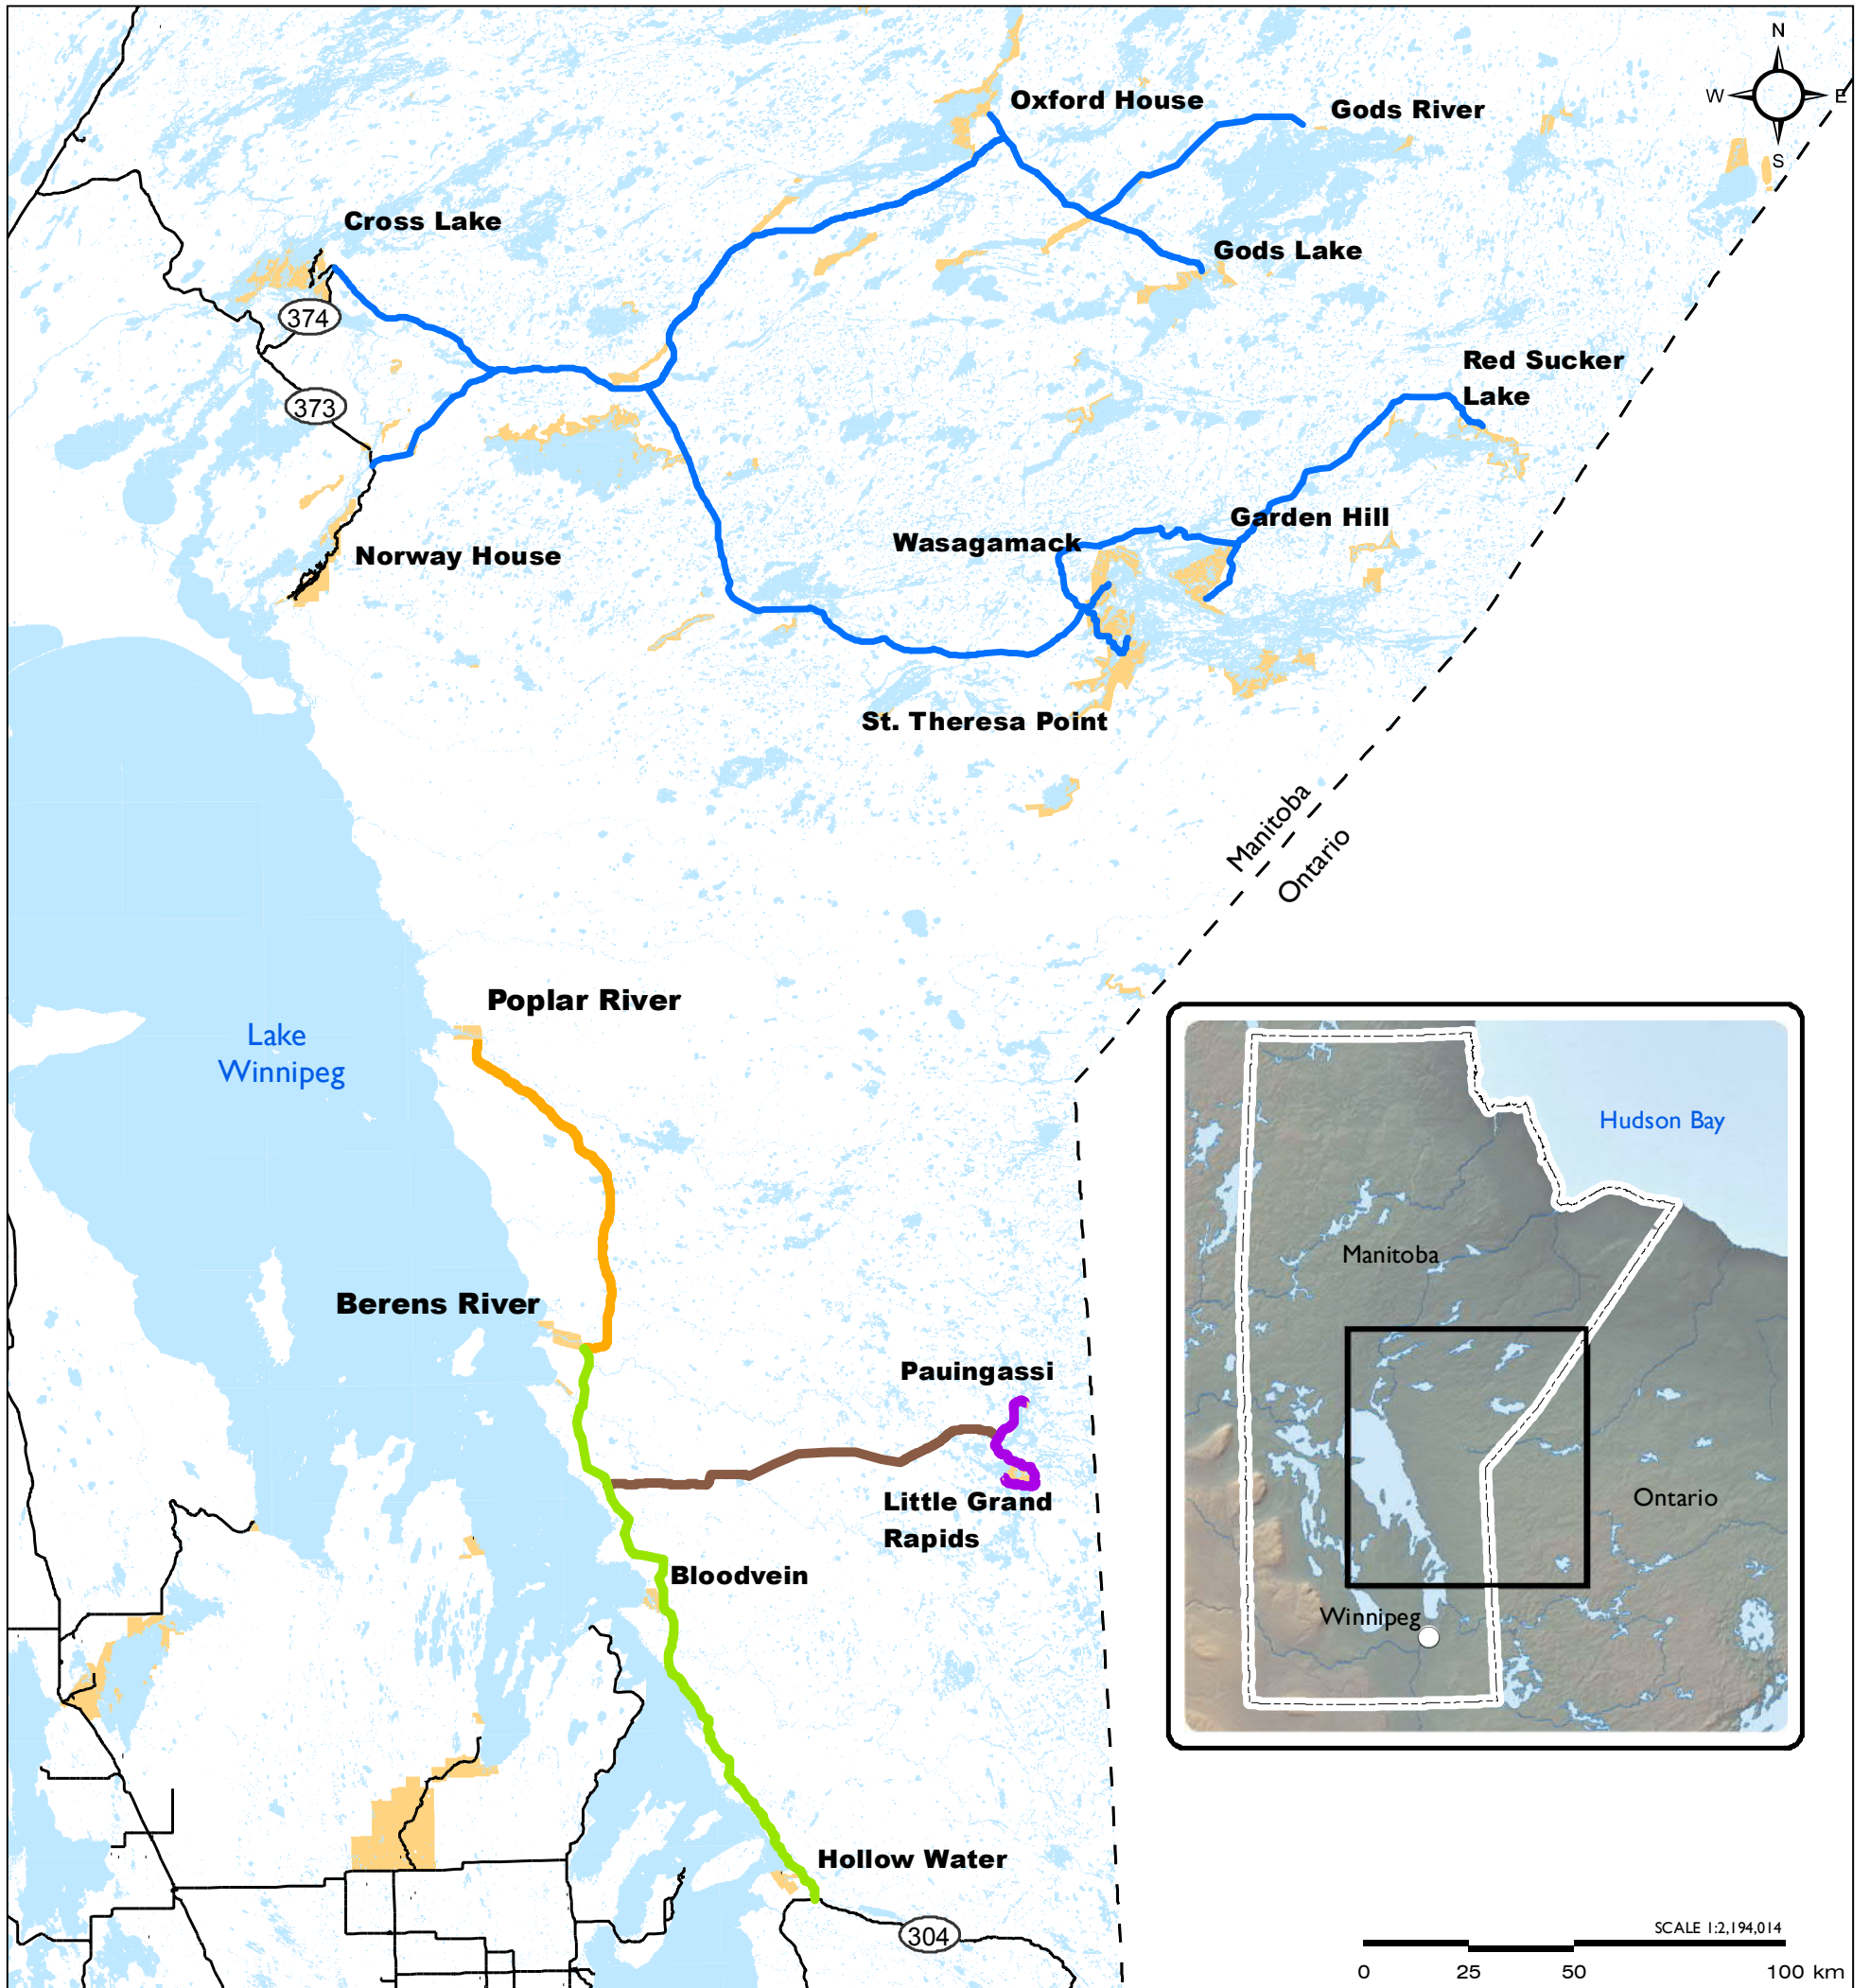 N
W
E
S
Oxford House
Gods River
Cross Lake
Gods Lake
374
Red Sucker
Lake
373
Garden Hill
Wasagamack
Norway House
St. Theresa Point
Manitoba
Ontario
Poplar River
Lake
Winnipeg
Hudson Bay
Manitoba
Berens River
Pauingassi
Ontario
Little Grand
Rapids
Bloodvein
Winnipeg
Hollow Water
304
SCALE 1:2,194,014
0 25 50 100 km